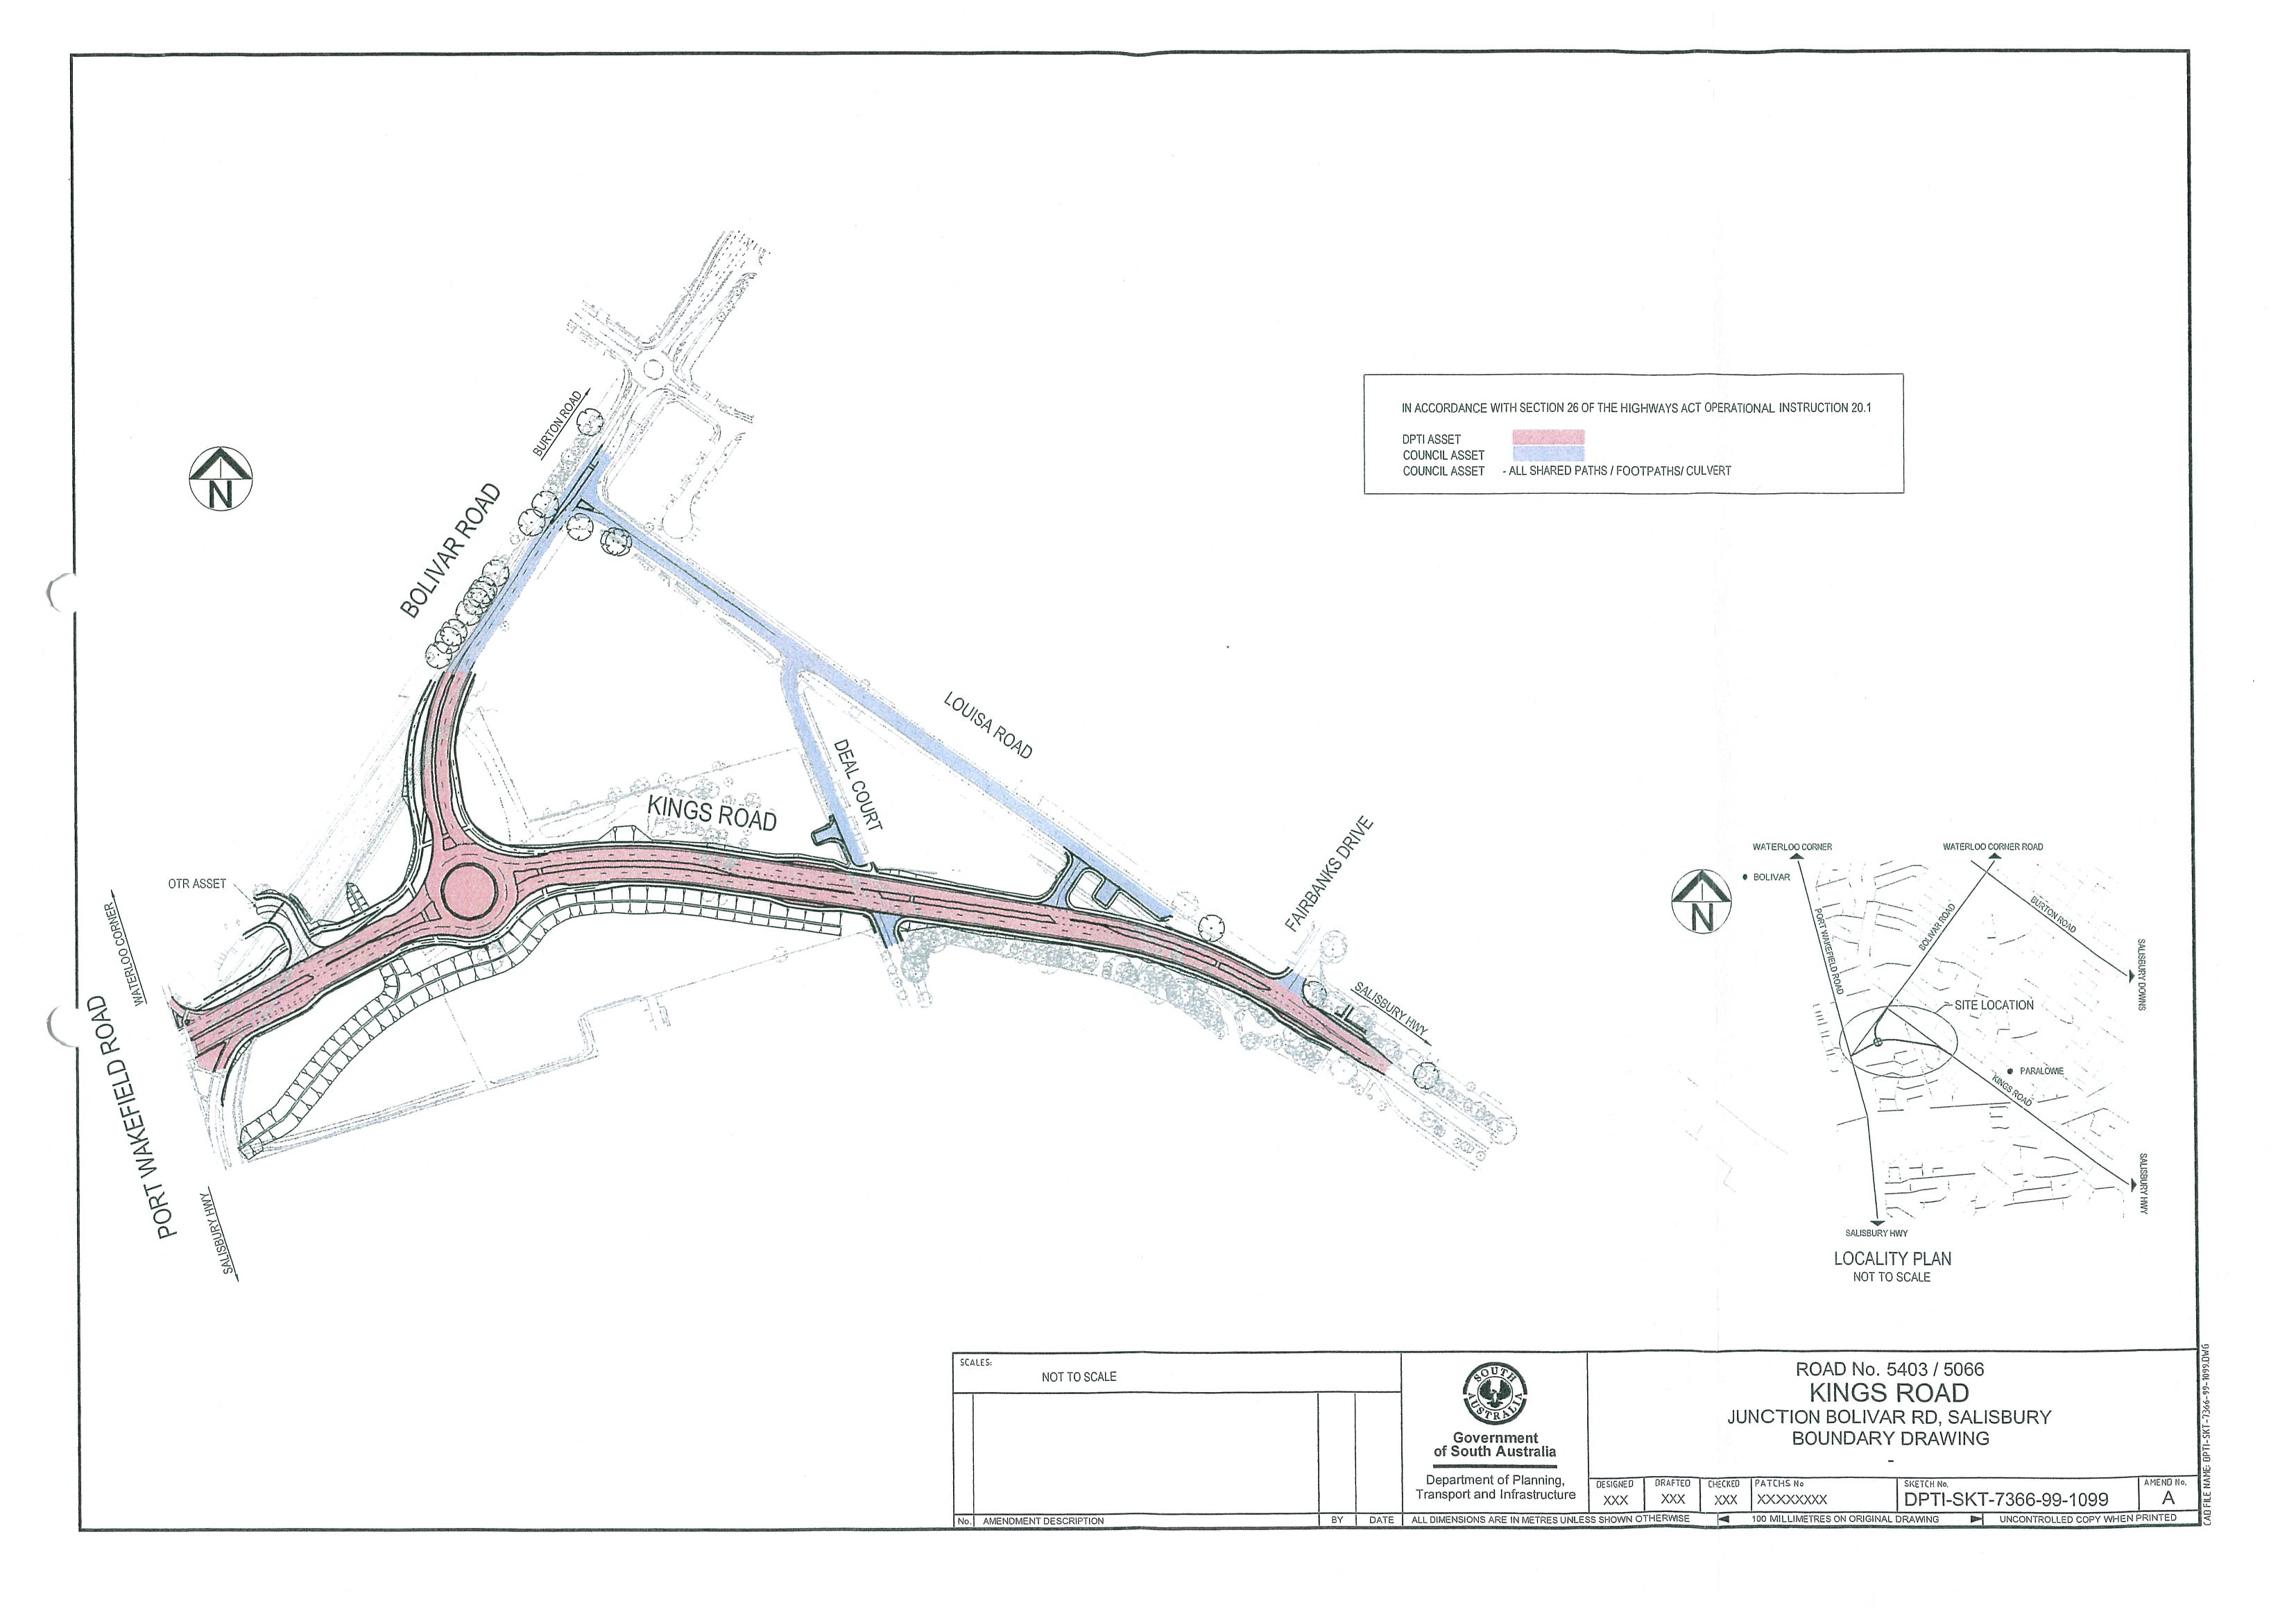 BURTON ROAD
BOLIVAR ROAD
N
IN ACCORDANCE WITH SECTION 26 OF THE HIGHWAYS ACT OPERATIONAL INSTRUCTION 20.1
DPTI ASSET
COUNCIL ASSET
COUNCIL ASSET - ALL SHARED PATHS / FOOTPATHS/ CULVERT
LOUISA ROAD
DEAL COURT
KINGS ROAD
FAIRBANKS DRIVE
OTR ASSET
WATERLOO CORNER
PORT WAKEFIELD ROAD
SALISBURY HWY
SALISBURY HWY
WATERLOO CORNER
WATERLOO CORNER ROAD
BOLIVAR
N
PORT WAKEFIELD ROAD
BOLIVAR ROAD
BURTON ROAD
SALISBURY DOWNS
SITE LOCATION
PARALOWIE
KINGS ROAD
SALISBURY HWY
SALISBURY HWY
LOCALITY PLAN
NOT TO SCALE
SCALES:
NOT TO SCALE
No. AMENDMENT DESCRIPTION BY DATE
SOUTH AUSTRALIA
Government
of South Australia
Department of Planning,
Transport and Infrastructure
ROAD No. 5403 / 5066
KINGS ROAD
JUNCTION BOLIVAR RD, SALISBURY
BOUNDARY DRAWING
-
DESIGNED DRAFTED CHECKED PATCHS No SKETCH No. AMEND No.
XXX XXX XXX XXXXXXXX DPTI-SKT-7366-99-1099 A
ALL DIMENSIONS ARE IN METRES UNLESS SHOWN OTHERWISE 100 MILLIMETRES ON ORIGINAL DRAWING UNCONTROLLED COPY WHEN PRINTED
CAD FILE NAME: DPTI-SKT-7366-99-1099.DWG